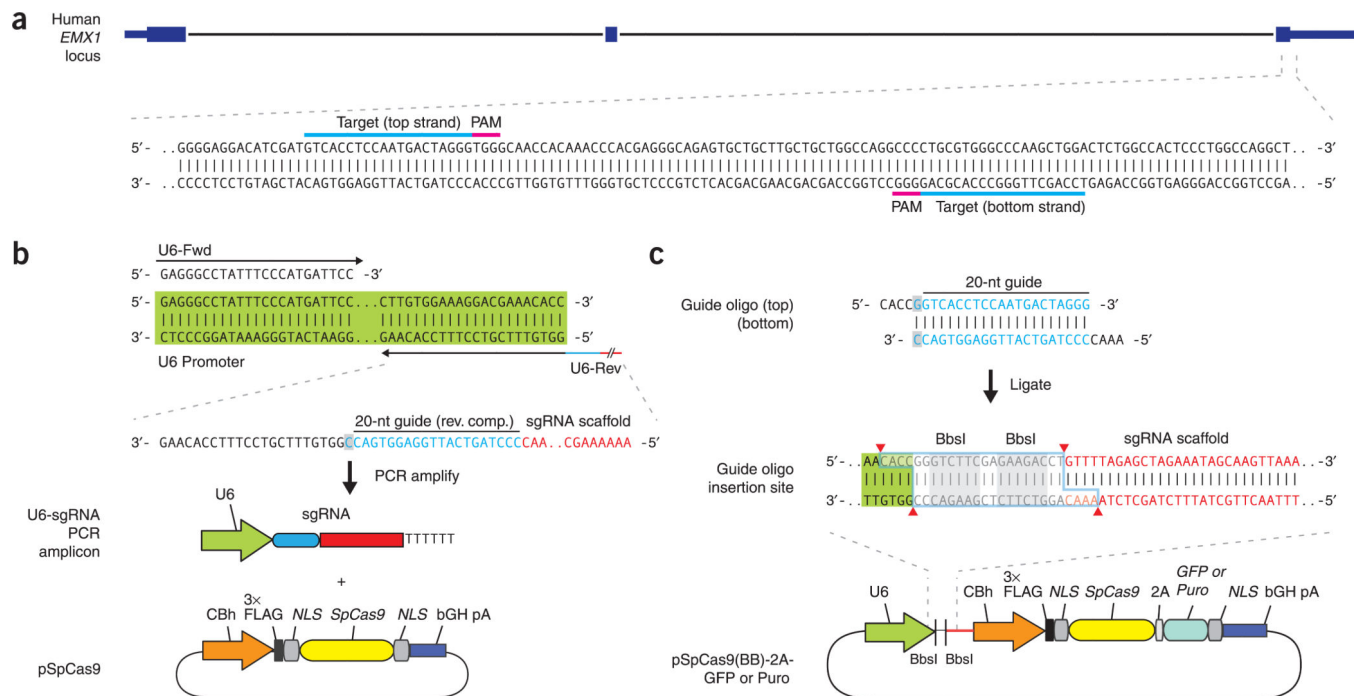 a
Human
EMX1
locus
Target (top strand) PAM
5′- ..GGGGAGGACATCGATGTCACCTCCAATGACTAGGGTGGGCAACCACAAACCCACGAGGGCAGAGTGCTGCTTGCTGCTGGCCAGGCCCCTGCGTGGGCCCAAGCTGGACTCTGGCCACTCCCTGGCCAGGCT.. -3′
3′- ..CCCCTCCTGTAGCTACAGTGGAGGTTACTGATCCCACCCGTTGGTGTTTGGGTGCTCCCGTCTCACGACGAACGACGACCGGTCCGGGGACGCACCCGGGTTCGACCTGAGACCGGTGAGGGACCGGTCCGA.. -5′
PAM Target (bottom strand)
b
U6-Fwd
5′- GAGGGCCTATTTCCCATGATTCC -3′
5′- GAGGGCCTATTTCCCATGATTCC...CTTGTGGAAAGGACGAAACACC -3′
3′- CTCCCGGATAAAGGGTACTAAGG...GAACACCTTTCCTGCTTTGTGG -5′
U6 Promoter
U6-Rev
20-nt guide (rev. comp.) sgRNA scaffold
3′- GAACACCTTTCCTGCTTTGTGGCCAGTGGAGGTTACTGATCCCCAA..CGAAAAAAA -5′
PCR amplify
U6-sgRNA
PCR
amplicon
U6
sgRNA
TTTTTT
+
pSpCas9
CBh
3×
FLAG
NLS
SpCas9
NLS
bGH pA
c
20-nt guide
Guide oligo (top) 5′- CACCGGTCACCTCCAATGACTAGGG -3′
(bottom) 3′- CCAGTGGAGGTTACTGATCCCCAAA -5′
Ligate
BbsI BbsI sgRNA scaffold
Guide oligo
insertion site
5′-..AACACCGGGTCTTCGAGAAGACCTGTTTTAGAGCTAGAAATAGCAAGTTAAA..-3′
3′-..TTGTGGCCCAGAAGCTCTTCTGGACAAAATCTCGATCTTTATCGTTCAATTT..-5′
U6
CBh
3×
FLAG
NLS
SpCas9
2A
GFP or
Puro
NLS
bGH pA
BbsI BbsI
pSpCas9(BB)-2A-
GFP or Puro